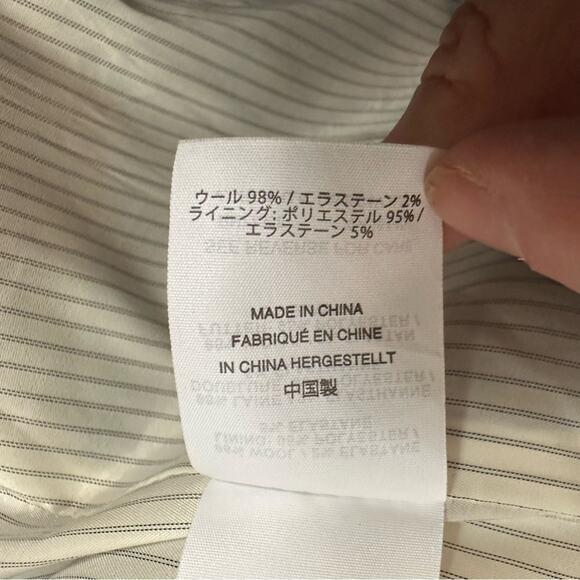 ウール 98% / エラステーン 2%
ライニング: ポリエステル 95% /
エラステーン 5%
MADE IN CHINA
FABRIQUÉ EN CHINE
IN CHINA HERGESTELLT
中国製